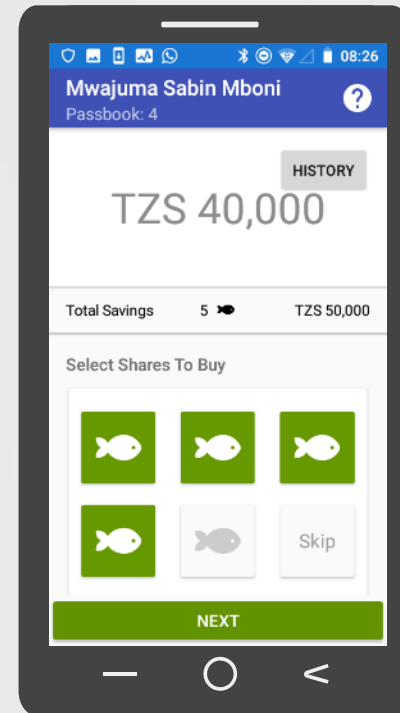 08:26
Mwajuma Sabin Mboni
Passbook: 4
HISTORY
TZS 40,000
Total Savings 5 TZS 50,000
Select Shares To Buy
Skip
NEXT